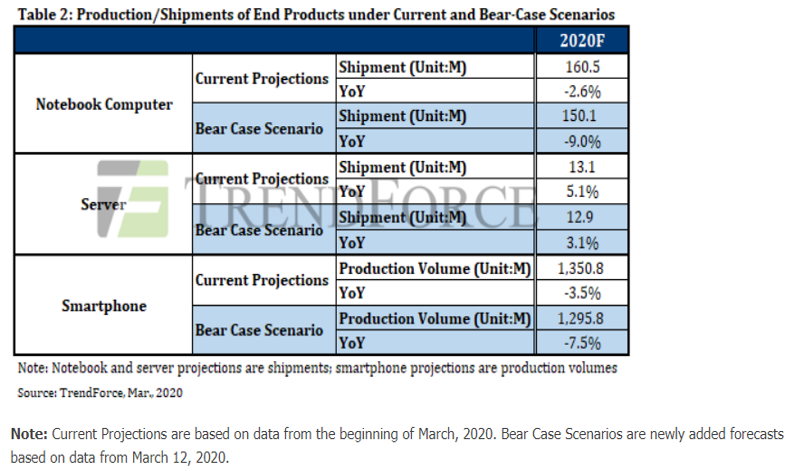 Table 2: Production/Shipments of End Products under Current and Bear-Case Scenarios
2020F
Notebook Computer
Current Projections
Shipment (Unit:M) 160.5
YoY -2.6%
Bear Case Scenario
Shipment (Unit:M) 150.1
YoY -9.0%
Server
Current Projections
Shipment (Unit:M) 13.1
YoY 5.1%
Bear Case Scenario
Shipment (Unit:M) 12.9
YoY 3.1%
TRENDFORCE
Smartphone
Current Projections
Production Volume (Unit:M) 1,350.8
YoY -3.5%
Bear Case Scenario
Production Volume (Unit:M) 1,295.8
YoY -7.5%
Note: Notebook and server projections are shipments; smartphone projections are production volumes
Source: TrendForce, Mar., 2020
Note: Current Projections are based on data from the beginning of March, 2020. Bear Case Scenarios are newly added forecasts
based on data from March 12, 2020.